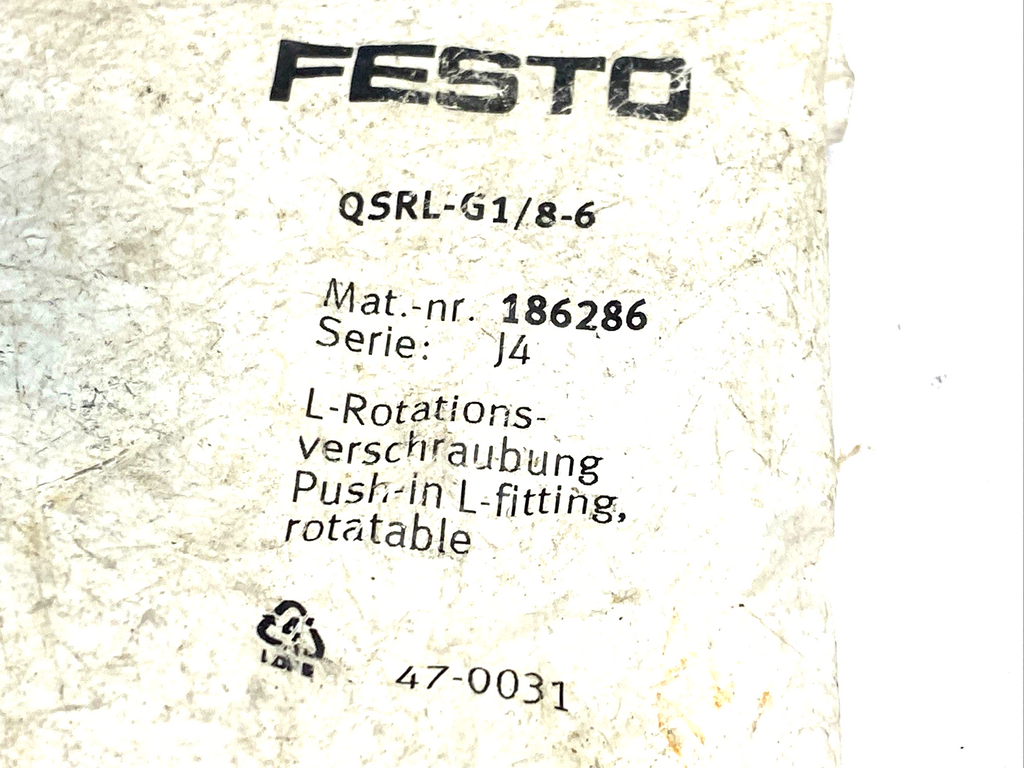 FESTO
QSRL-G1/8-6
Mat.-nr. 186286
Serie: J4
L-Rotations-
verschraubung
Push-in L-fitting,
rotatable
4
LDPE
47-0031